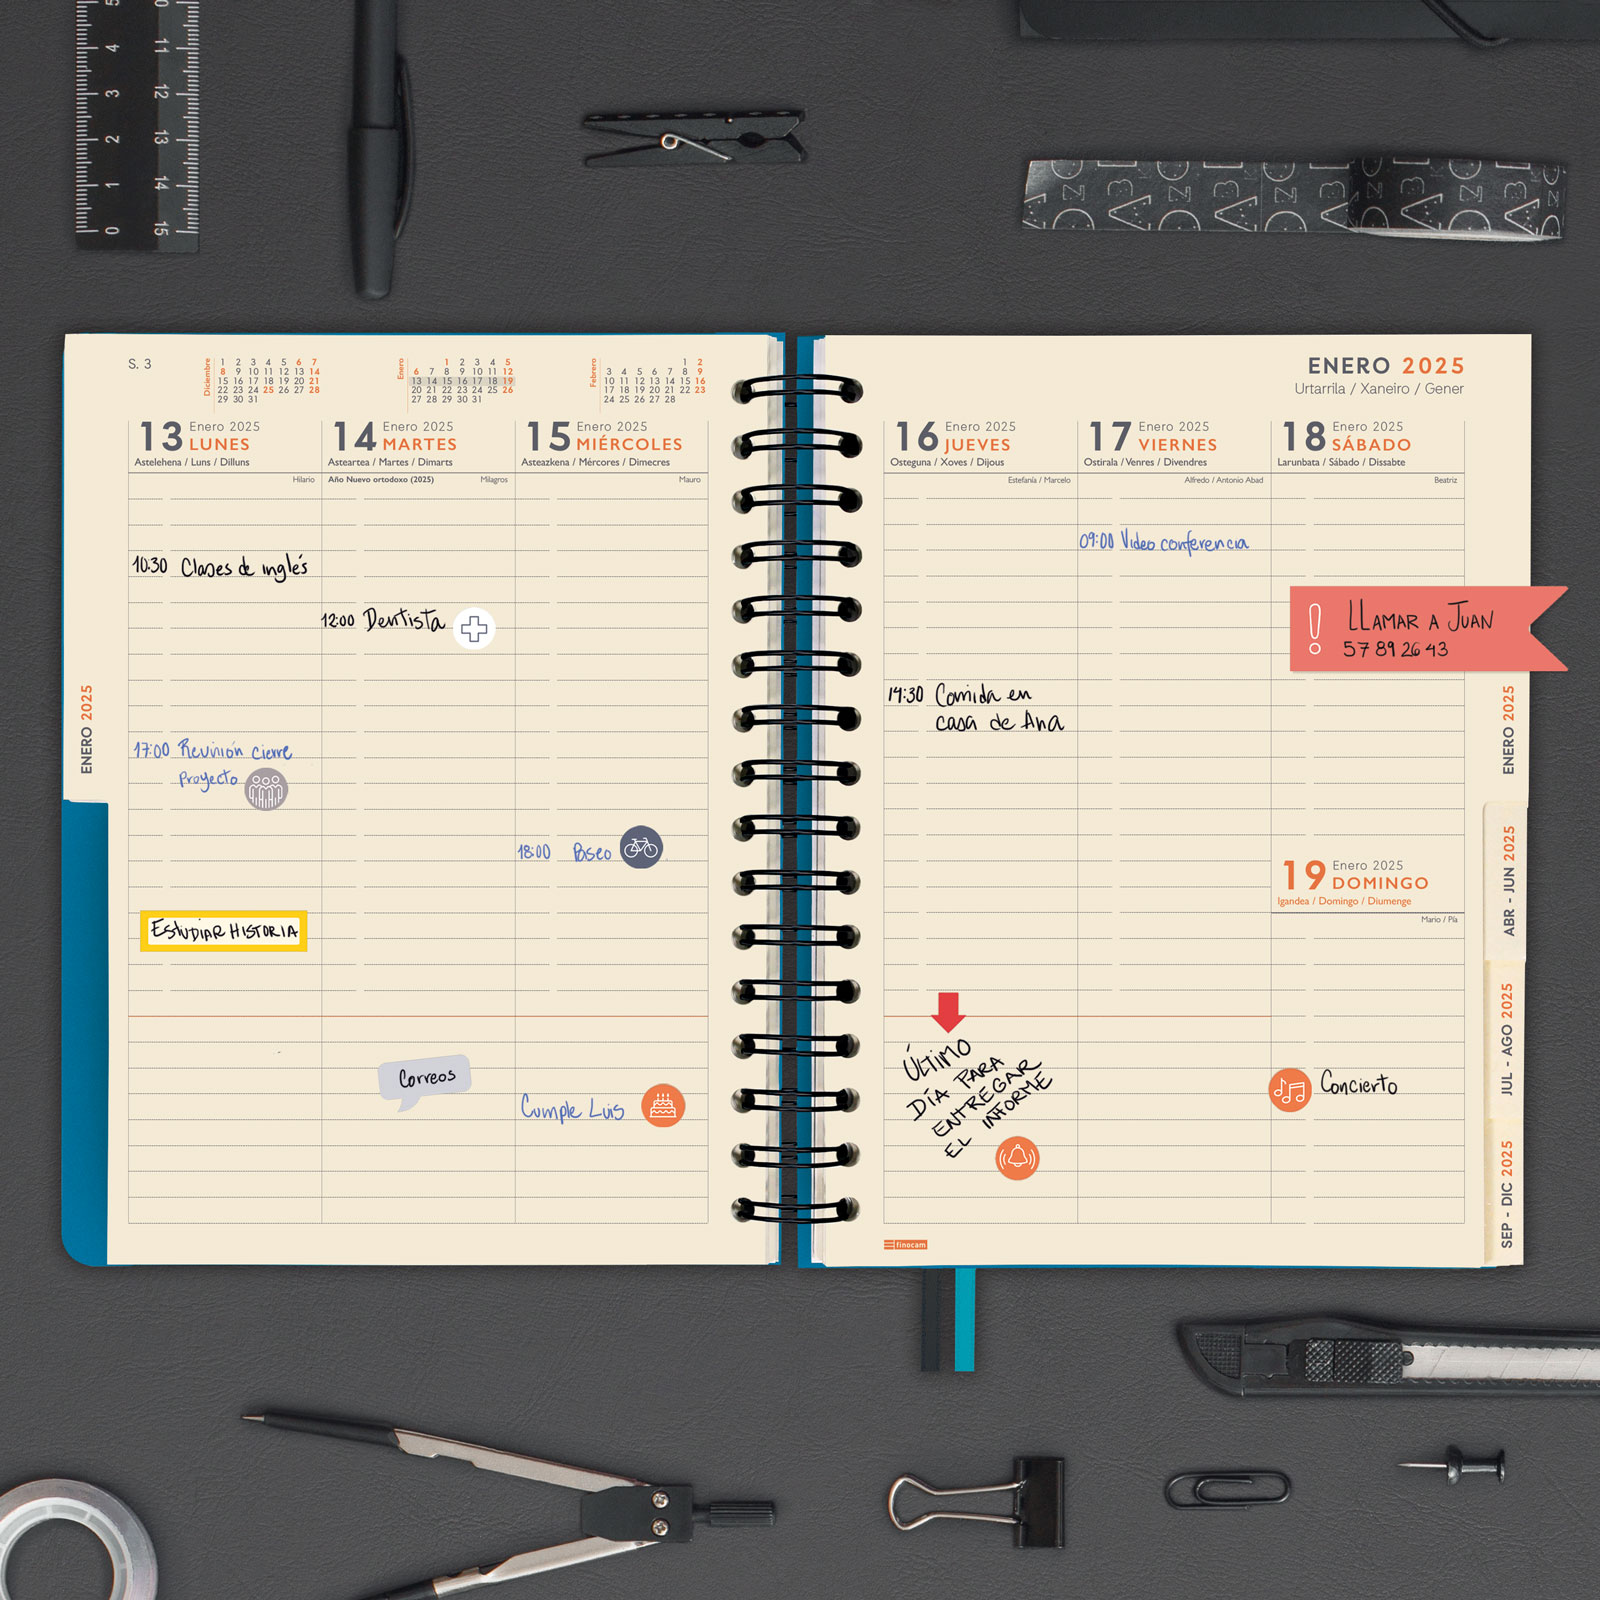 5
4
3
2
1
0
11
12
13
14
15
S. 3
Diciembre
1 2 3 4 5 6 7
8 9 10 11 12 13 14
15 16 17 18 19 20 21
22 23 24 25 26 27 28
29 30 31
Enero
1 2 3 4 5
6 7 8 9 10 11 12
13 14 15 16 17 18 19
20 21 22 23 24 25 26
27 28 29 30 31
Febrero
1 2
3 4 5 6 7 8 9
10 11 12 13 14 15 16
17 18 19 20 21 22 23
24 25 26 27 28
13 Enero 2025
LUNES
Astelehena / Luns / Dilluns
Hilario
10:30 Clases de inglés
17:00 Reunión cierre
Proyecto
ESTUDIAR HISTORIA
14 Enero 2025
MARTES
Asteartea / Martes / Dimarts
Año Nuevo ortodoxo (2025) Milagros
12:00 Dentista
Correos
15 Enero 2025
MIÉRCOLES
Asteazkena / Mércores / Dimecres
Mauro
18:00 Paseo
Cumple Luis
ENERO 2025
ENERO 2025
Urtarrila / Xaneiro / Gener
16 Enero 2025
JUEVES
Osteguna / Xoves / Dijous
Estefanía / Marcelo
14:30 Comida en
casa de Ana
ÚLTIMO
DÍA PARA
ENTREGAR
EL INFORME
17 Enero 2025
VIERNES
Ostirala / Venres / Divendres
Alfredo / Antonio Abad
09:00 Video conferencia
18 Enero 2025
SÁBADO
Larunbata / Sábado / Dissabte
Beatriz
! LLAMAR A JUAN
57 89 26 43
19 Enero 2025
DOMINGO
Igandea / Domingo / Diumenge
Mario / Pía
Concierto
ENERO 2025
ABR - JUN 2025
JUL - AGO 2025
SEP - DIC 2025
finocam